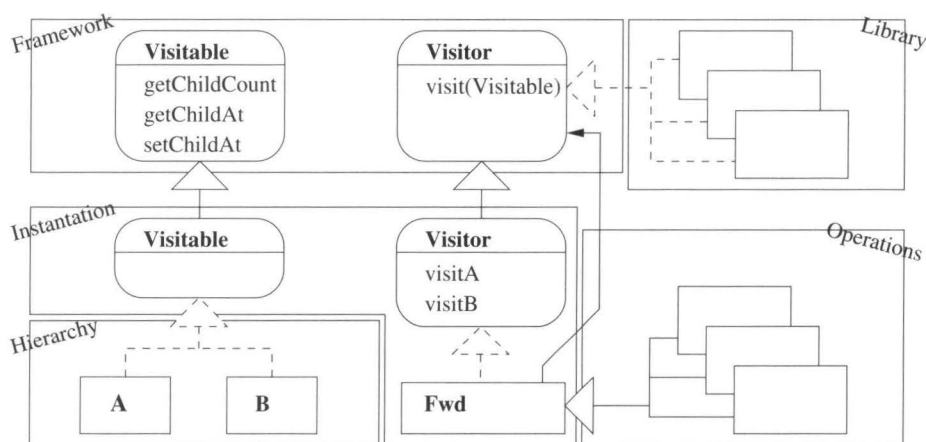 Framework
Visitable
getChildCount
getChildAt
setChildAt
Visitor
visit(Visitable)
Library
Instantation
Visitable
Visitor
visitA
visitB
Operations
Hierarchy
A
B
Fwd